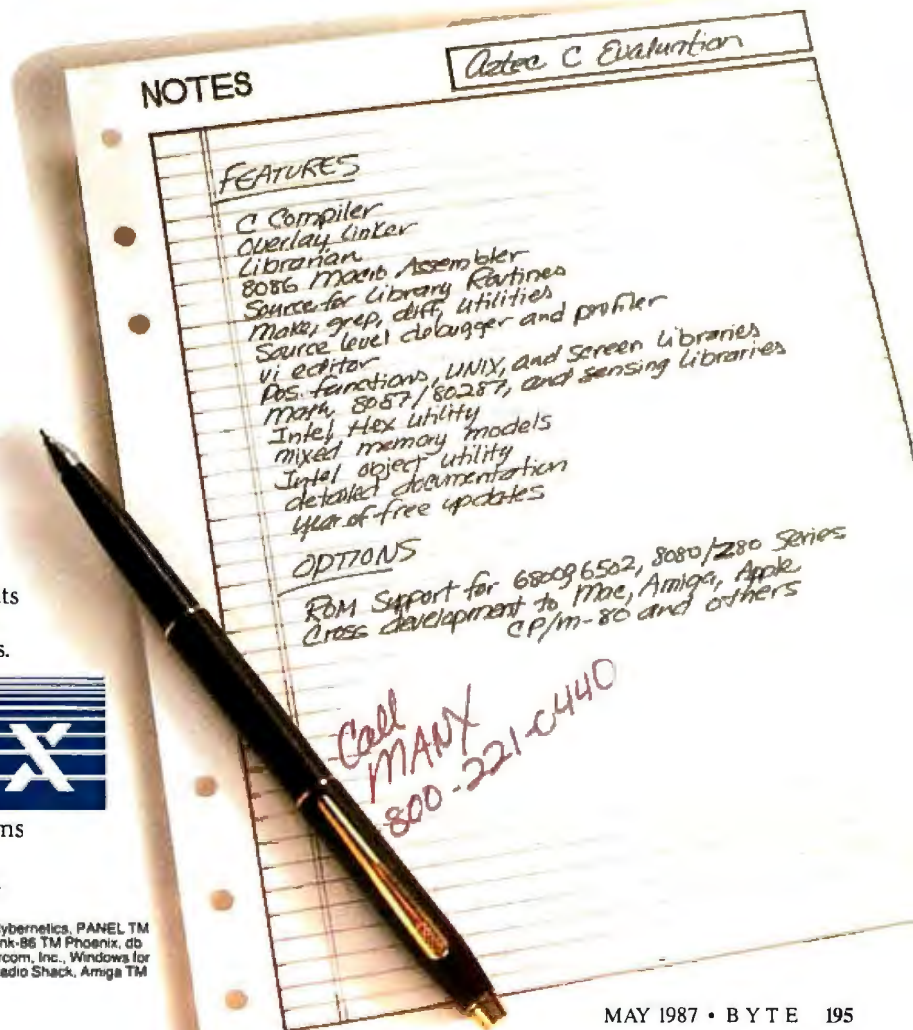 NOTES
Aztec C Evaluation
FEATURES
C Compiler
Overlay Linker
Librarian
8086 Macro Assembler
Source for Library Routines
Make, grep, diff, utilities
Source level debugger and profiler
vi editor
Dos. functions, UNIX, and Screen Libraries
Math, 8087/80287, and sensing Libraries
Intel Hex utility
mixed memory models
Intel object utility
detailed documentation
year-of-free updates
OPTIONS
ROM Support for 68009 6502, 8080/Z80 Series
Cross development to Mac, Amiga, Apple
CP/m-80 and others
Call
MANX
800-221-0440
ts
s.
X
ms
ybernetics, PANEL TM
nk-86 TM Phoenix, db
rcom, Inc., Windows for
adio Shack, Amiga TM
MAY 1987 • BYTE 195